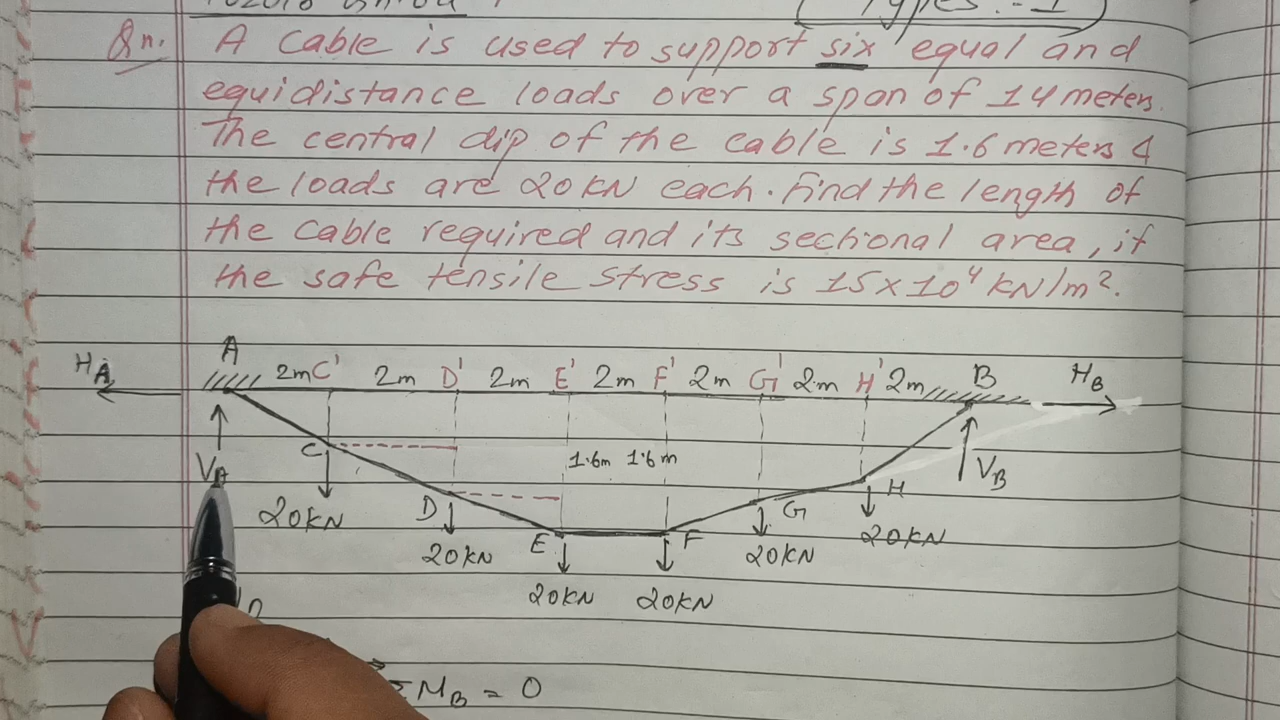 Types:-1
Qn. A Cable is used to support six equal and
equidistance loads over a span of 14 meters.
The central dip of the cable is 1.6 meters &
the loads are 20KN each. Find the length of
the cable required and its sectional area, if
the safe tensile stress is 15x10⁴ KN/m².
A B
HA 2m C' 2m D' 2m E' 2m F' 2m G' 2m H' 2m HB
C 1.6m 1.6m
VA VB
D G H
20KN E F 20KN
20KN 20KN
20KN 20KN
ΣMB = 0